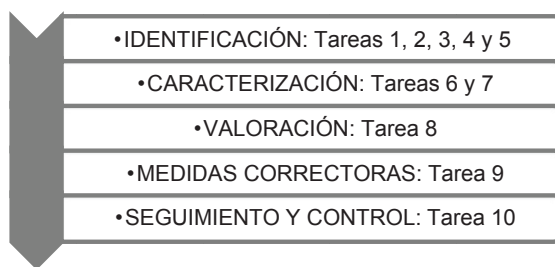 •IDENTIFICACIÓN: Tareas 1, 2, 3, 4 y 5
•CARACTERIZACIÓN: Tareas 6 y 7
•VALORACIÓN: Tarea 8
•MEDIDAS CORRECTORAS: Tarea 9
•SEGUIMIENTO Y CONTROL: Tarea 10